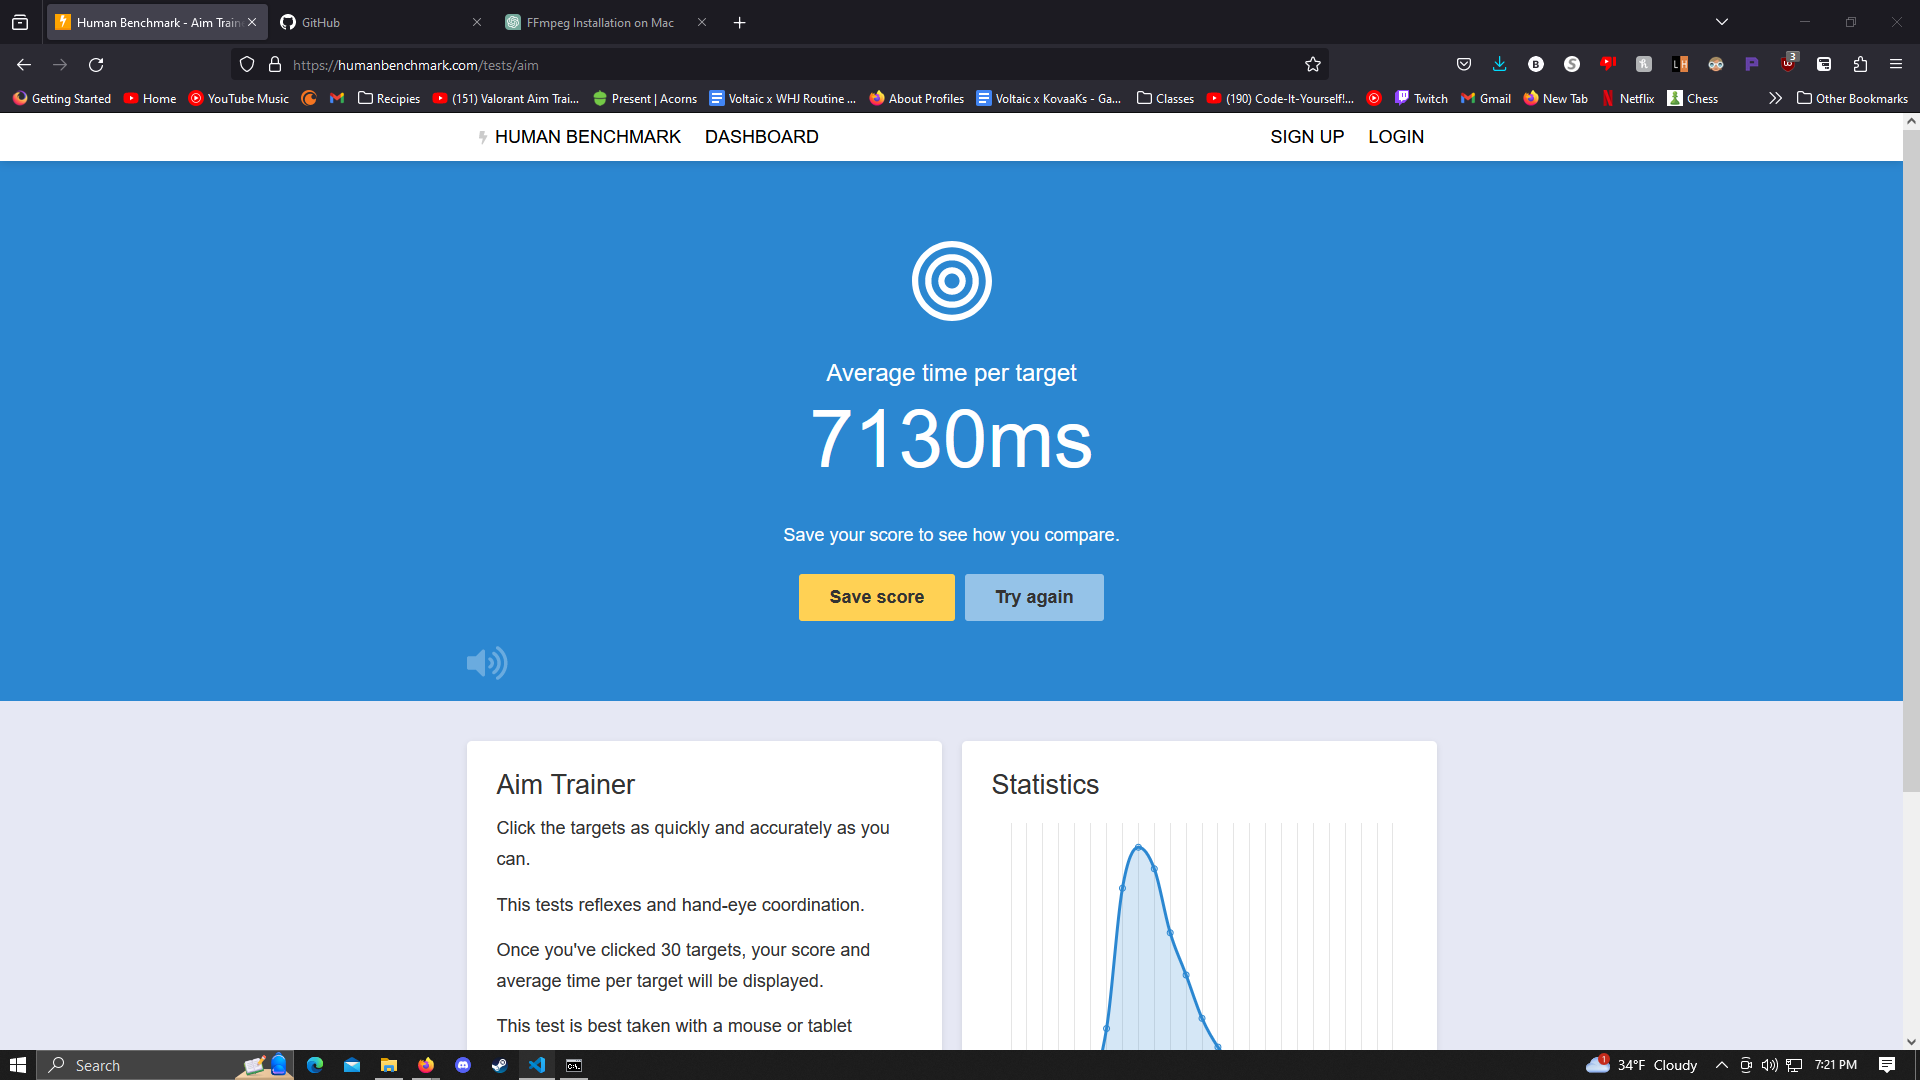 Human Benchmark - Aim Train
GitHub
FFmpeg Installation on Mac
https://humanbenchmark.com/tests/aim
3
Getting Started
Home
YouTube Music
Recipies
(151) Valorant Aim Trai...
Present | Acorns
Voltaic x WHJ Routine ...
About Profiles
Voltaic x KovaaKs - Ga...
Classes
(190) Code-It-Yourself!...
Twitch
Gmail
New Tab
Netflix
Chess
Other Bookmarks
HUMAN BENCHMARK
DASHBOARD
SIGN UP
LOGIN
Average time per target
7130ms
Save your score to see how you compare.
Save score
Try again
Aim Trainer
Click the targets as quickly and accurately as you
can.
This tests reflexes and hand-eye coordination.
Once you've clicked 30 targets, your score and
average time per target will be displayed.
This test is best taken with a mouse or tablet
Statistics
Search
1
34°F Cloudy
7:21 PM